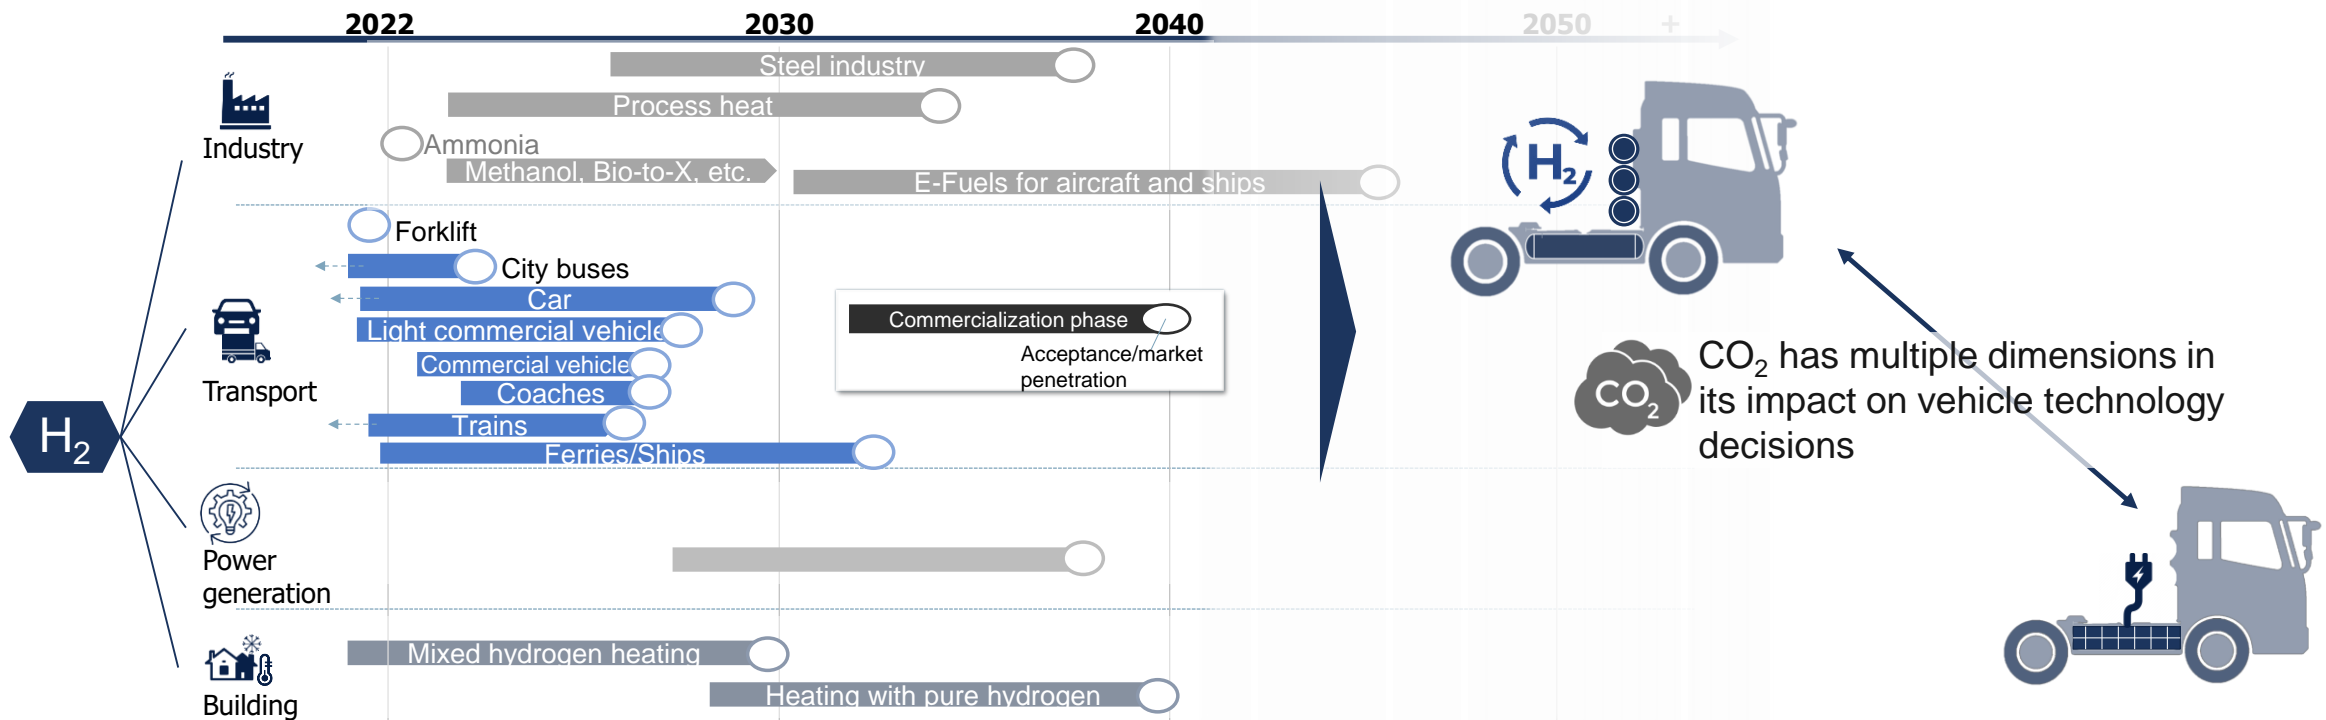 2022 2030 2040 2050 +
Steel industry
Process heat
Industry
Ammonia
Methanol, Bio-to-X, etc.
E-Fuels for aircraft and ships
Forklift
City buses
Car
Light commercial vehicle
Commercial vehicle
Coaches
Transport
Trains
Ferries/Ships
H₂
Commercialization phase
Acceptance/market
penetration
Power
generation
Mixed hydrogen heating
Heating with pure hydrogen
Building
H₂
CO₂
CO₂ has multiple dimensions in
its impact on vehicle technology
decisions